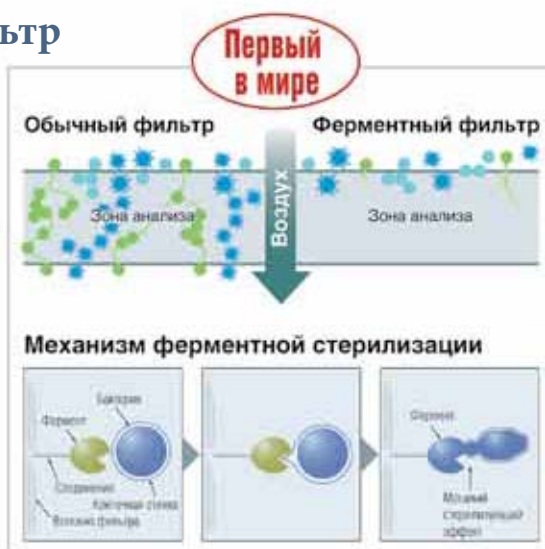 ьтр
Первый
в мире
Обычный фильтр
Ферментный фильтр
Зона анализа
Воздух
Зона анализа
Механизм ферментной стерилизации
Бактерия
Фермент
Соединение
Клеточная стенка
Волокно фильтра
Фермент
Мощный
стерилизующий
эффект